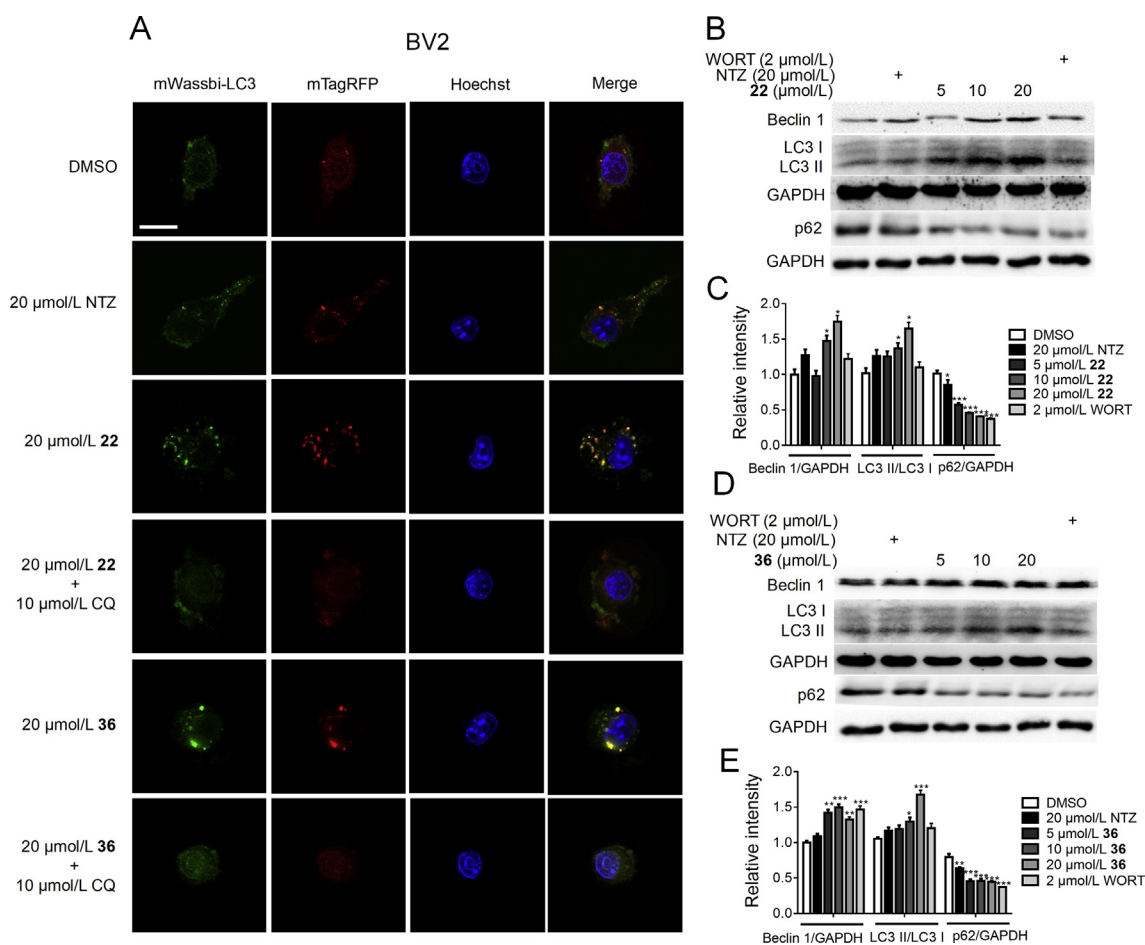 A
BV2
mWassbi-LC3 mTagRFP Hoechst Merge
DMSO
20 µmol/L NTZ
20 µmol/L 22
20 µmol/L 22
+
10 µmol/L CQ
20 µmol/L 36
20 µmol/L 36
+
10 µmol/L CQ
B
WORT (2 µmol/L) +
NTZ (20 µmol/L) +
22 (µmol/L) 5 10 20
Beclin 1
LC3 I
LC3 II
GAPDH
p62
GAPDH
C
Relative intensity
2.0
1.5
1.0
0.5
0.0
* * * * * *** *** *** ***
Beclin 1/GAPDH LC3 II/LC3 I p62/GAPDH
DMSO
20 µmol/L NTZ
5 µmol/L 22
10 µmol/L 22
20 µmol/L 22
2 µmol/L WORT
D
WORT (2 µmol/L) +
NTZ (20 µmol/L) +
36 (µmol/L) 5 10 20
Beclin 1
LC3 I
LC3 II
GAPDH
p62
GAPDH
E
Relative intensity
2.0
1.5
1.0
0.5
0.0
** *** ** *** * *** ** *** *** *** ***
Beclin 1/GAPDH LC3 II/LC3 I p62/GAPDH
DMSO
20 µmol/L NTZ
5 µmol/L 36
10 µmol/L 36
20 µmol/L 36
2 µmol/L WORT